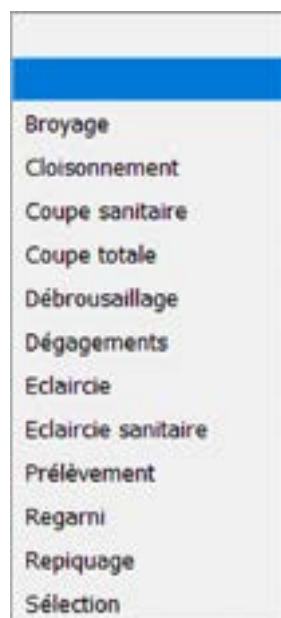 Broyage
Cloisonnement
Coupe sanitaire
Coupe totale
Débrousaillage
Dégagements
Eclaircie
Eclaircie sanitaire
Prélèvement
Regarni
Repiquage
Sélection